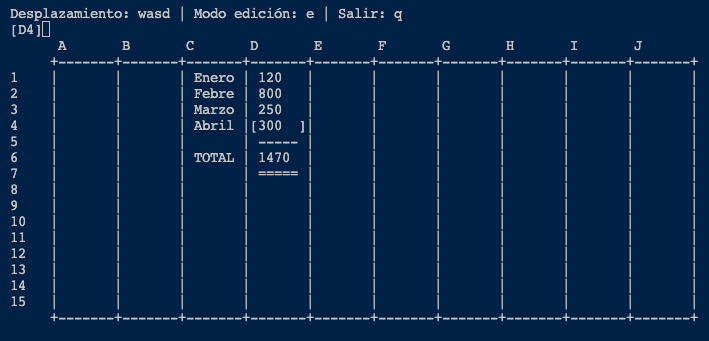 Desplazamiento: wasd | Modo edición: e | Salir: q
[D4]
A B C D E F G H I J
+-------+-------+-------+-------+-------+-------+-------+-------+-------+-------+
1 | | | Enero | 120 | | | | | | |
2 | | | Febre | 800 | | | | | | |
3 | | | Marzo | 250 | | | | | | |
4 | | | Abril |[300 ]| | | | | | |
5 | | | | ----- | | | | | | |
6 | | | TOTAL | 1470 | | | | | | |
7 | | | | ===== | | | | | | |
8 | | | | | | | | | | |
9 | | | | | | | | | | |
10 | | | | | | | | | | |
11 | | | | | | | | | | |
12 | | | | | | | | | | |
13 | | | | | | | | | | |
14 | | | | | | | | | | |
15 | | | | | | | | | | |
+-------+-------+-------+-------+-------+-------+-------+-------+-------+-------+